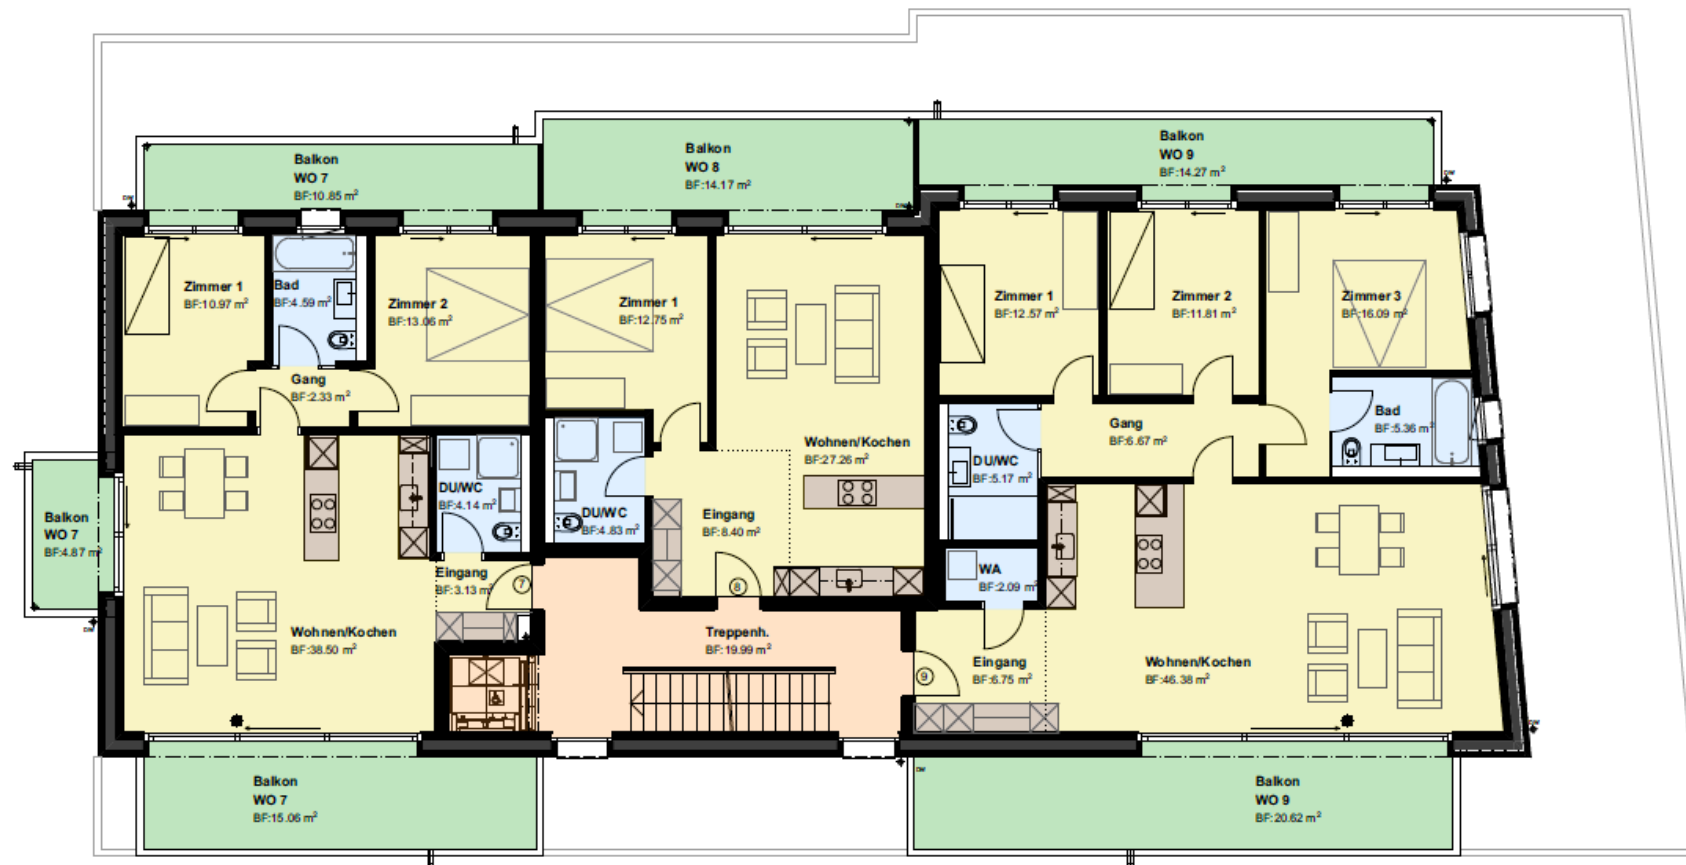 Balkon
WO 7
BF:10.85 m²
Balkon
WO 8
BF:14.17 m²
Balkon
WO 9
BF:14.27 m²
Zimmer 1
BF:10.97 m²
Bad
BF:4.59 m²
Zimmer 2
BF:13.06 m²
Zimmer 1
BF:12.75 m²
Zimmer 1
BF:12.57 m²
Zimmer 2
BF:11.81 m²
Zimmer 3
BF:16.09 m²
Gang
BF:2.33 m²
Wohnen/Kochen
BF:27.26 m²
Gang
BF:6.67 m²
Bad
BF:5.36 m²
DU/WC
BF:4.14 m²
DU/WC
BF:4.83 m²
Eingang
BF:8.40 m²
DU/WC
BF:5.17 m²
Balkon
WO 7
BF:4.87 m²
Eingang
BF:3.13 m²
7
8
WA
BF:2.09 m²
Wohnen/Kochen
BF:38.50 m²
Treppenh.
BF:19.99 m²
9
Eingang
BF:6.75 m²
Wohnen/Kochen
BF:46.38 m²
Balkon
WO 7
BF:15.06 m²
Balkon
WO 9
BF:20.62 m²